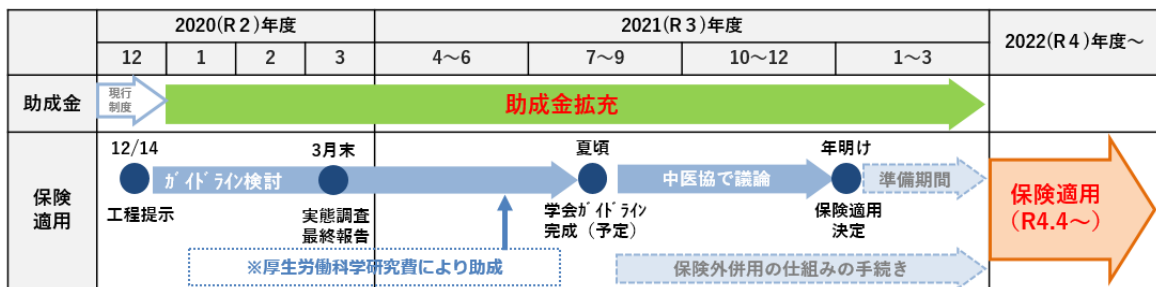 2020(R２)年度
2021(R３)年度
2022(R４)年度～
12
1
2
3
4～6
7～9
10～12
1～3
助成金
現行
制度
助成金拡充
保険
適用
12/14
3月末
夏頃
年明け
ｶﾞｲﾄﾞﾗｲﾝ検討
中医協で議論
準備期間
工程提示
実態調査
最終報告
学会ｶﾞｲﾄﾞﾗｲﾝ
完成（予定）
保険適用
決定
保険適用
（R4.4～）
※厚生労働科学研究費により助成
保険外併用の仕組みの手続き